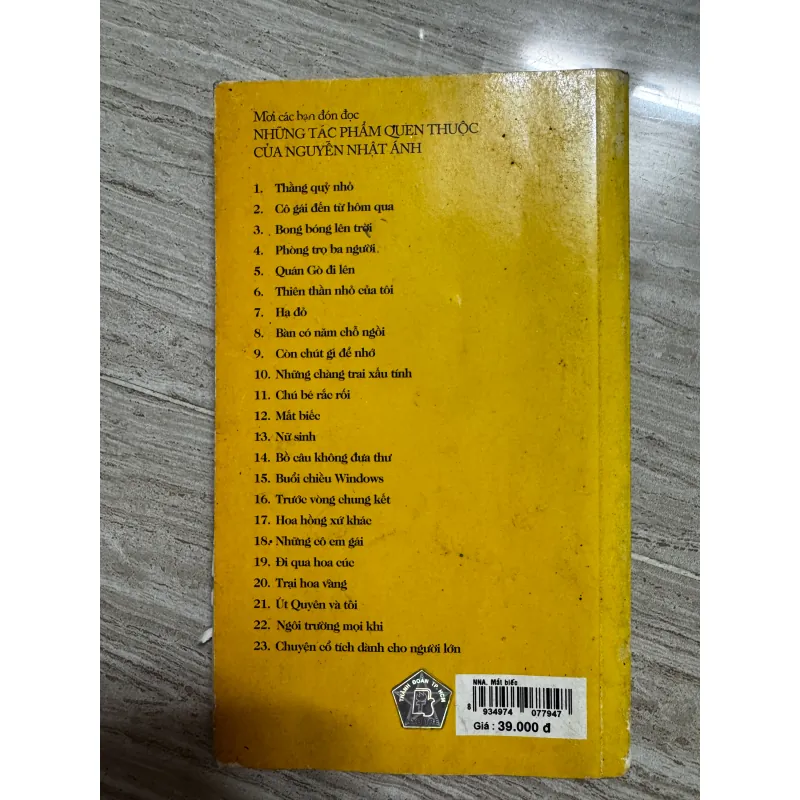 Mời các bạn đón đọc
NHỮNG TÁC PHẨM QUEN THUỘC
CỦA NGUYỄN NHẬT ÁNH
1. Thằng quỷ nhỏ
2. Cô gái đến từ hôm qua
3. Bong bóng lên trời
4. Phòng trọ ba người
5. Quán Gò đi lên
6. Thiên thần nhỏ của tôi
7. Hạ đỏ
8. Bàn có năm chỗ ngồi
9. Còn chút gì để nhớ
10. Những chàng trai xấu tính
11. Chú bé rắc rối
12. Mắt biếc
13. Nữ sinh
14. Bồ câu không đưa thư
15. Buổi chiều Windows
16. Trước vòng chung kết
17. Hoa hồng xứ khác
18. Những cô em gái
19. Đi qua hoa cúc
20. Trại hoa vàng
21. Út Quyên và tôi
22. Ngôi trường mọi khi
23. Chuyện cổ tích dành cho người lớn
THÀNH ĐOÀN TP HCM
NNA. Mắt biếc
8 934974 077947
Giá : 39.000 đ